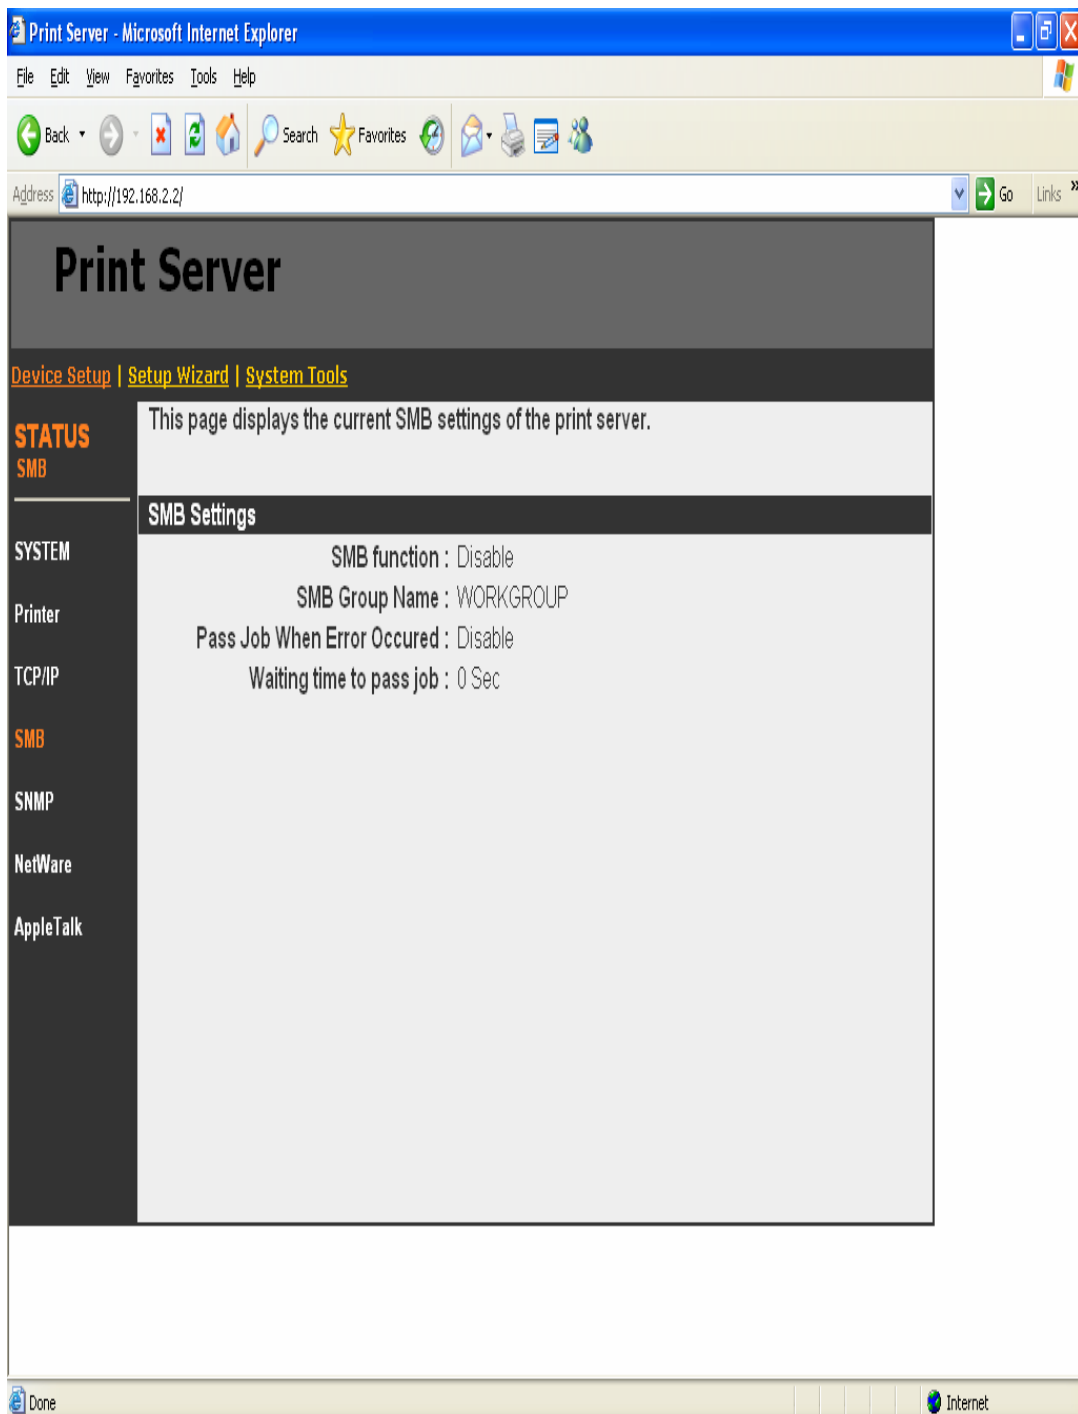 Print Server - Microsoft Internet Explorer
File Edit View Favorites Tools Help
Back Search Favorites
Address http://192.168.2.2/ Go Links »
Print Server
Device Setup | Setup Wizard | System Tools
STATUS
SMB
This page displays the current SMB settings of the print server.
SMB Settings
SMB function : Disable
SMB Group Name : WORKGROUP
Pass Job When Error Occured : Disable
Waiting time to pass job : 0 Sec
SYSTEM
Printer
TCP/IP
SMB
SNMP
NetWare
AppleTalk
Done Internet